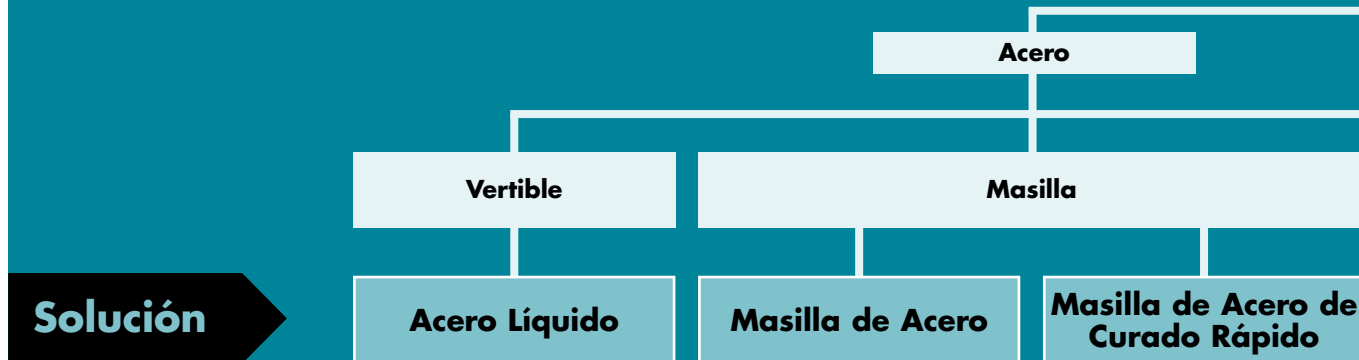 Acero
Vertible
Masilla
Solución
Acero Líquido
Masilla de Acero
Masilla de Acero de
Curado Rápido